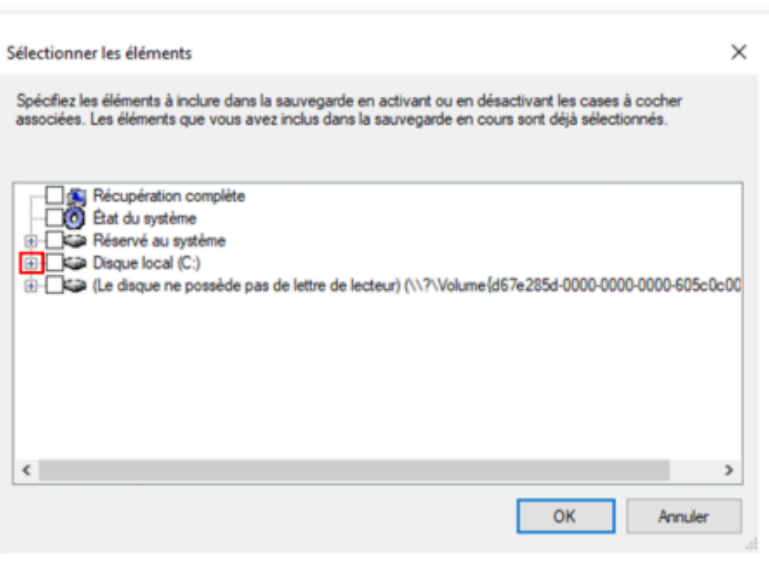 Sélectionner les éléments
Spécifiez les éléments à inclure dans la sauvegarde en activant ou en désactivant les cases à cocher
associées. Les éléments que vous avez inclus dans la sauvegarde en cours sont déjà sélectionnés.
Récupération complète
État du système
Réservé au système
Disque local (C:)
(Le disque ne possède pas de lettre de lecteur) (\\?\Volume{d67e285d-0000-0000-0000-605c0c00
OK
Annuler